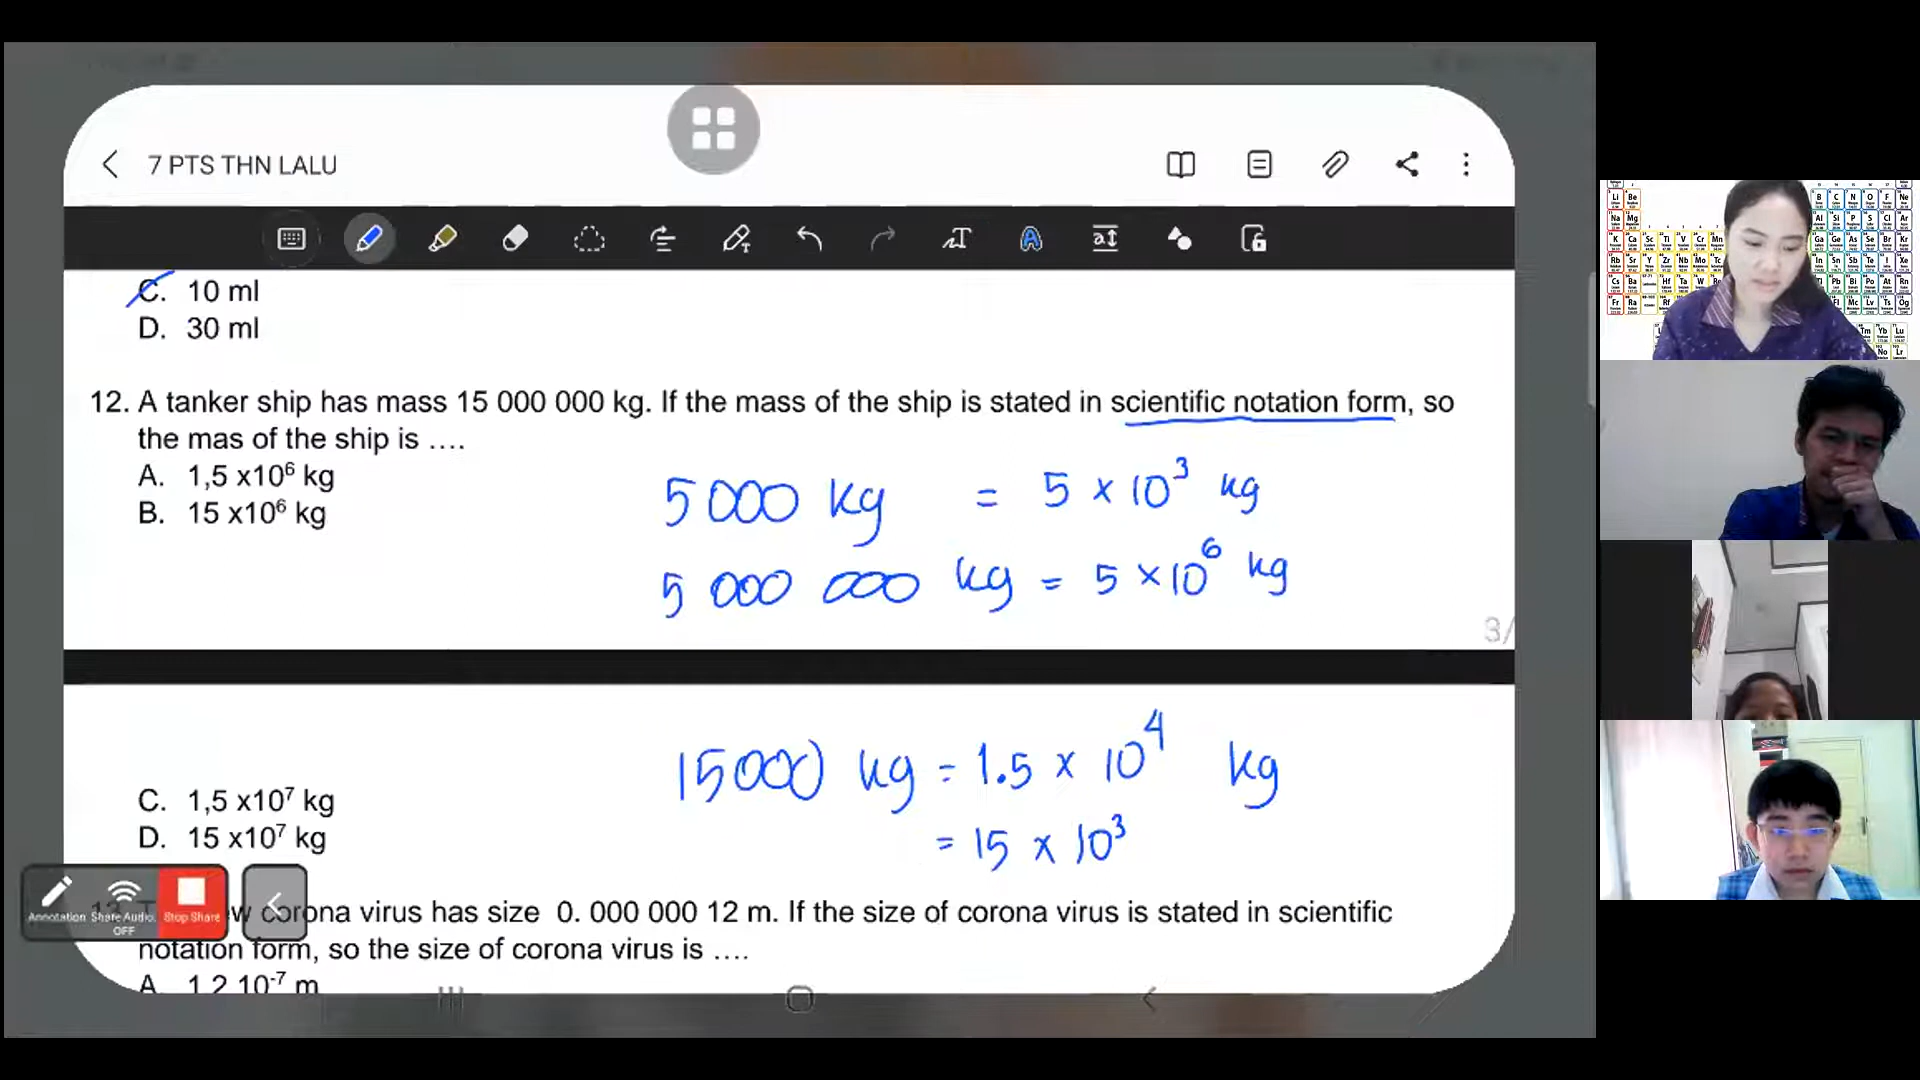 7 PTS THN LALU
C. 10 ml
D. 30 ml
12. A tanker ship has mass 15 000 000 kg. If the mass of the ship is stated in scientific notation form, so
the mas of the ship is ....
A. 1,5 x10⁶ kg
B. 15 x10⁶ kg
5000 kg = 5 × 10³ kg
5 000 000 kg = 5 × 10⁶ kg
3/
15000 kg = 1.5 × 10⁴ kg
= 15 × 10³
C. 1,5 x10⁷ kg
D. 15 x10⁷ kg
Annotation Share Audio. Stop Share
OFF
corona virus has size 0. 000 000 12 m. If the size of corona virus is stated in scientific
notation form, so the size of corona virus is ....
A 1,2 10⁻⁷ m